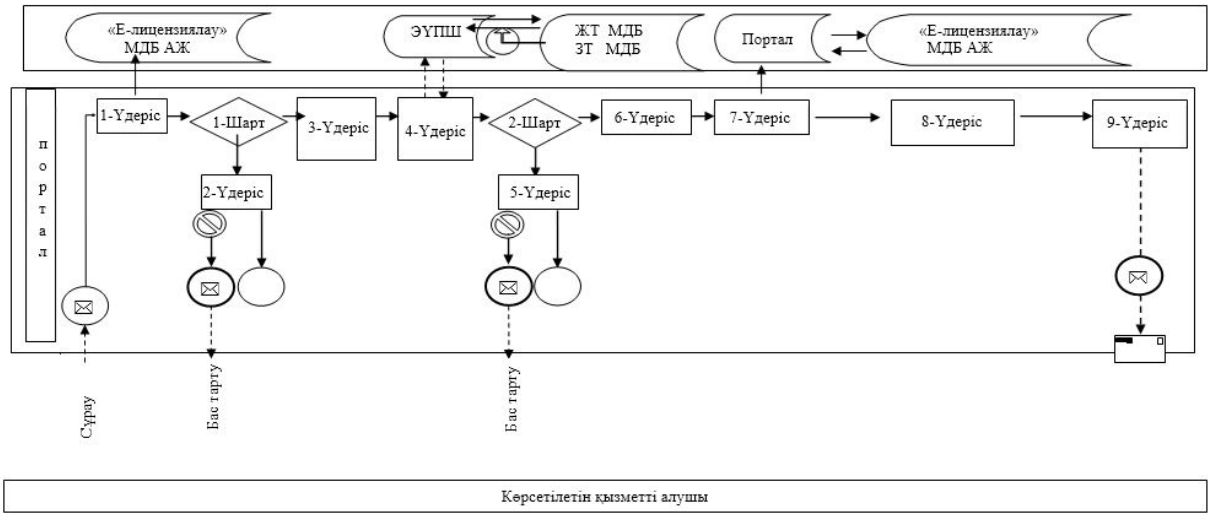 «Е-лицензиялау»
МДБ АЖ
ЭҮПШ
ЖТ МДБ
ЗТ МДБ
Портал
«Е-лицензиялау»
МДБ АЖ
портал
1-Үдеріс
1-Шарт
3-Үдеріс
4-Үдеріс
2-Шарт
6-Үдеріс
7-Үдеріс
8-Үдеріс
9-Үдеріс
2-Үдеріс
5-Үдеріс
Сұрау
Бас тарту
Бас тарту
Көрсетілетін қызметті алушы